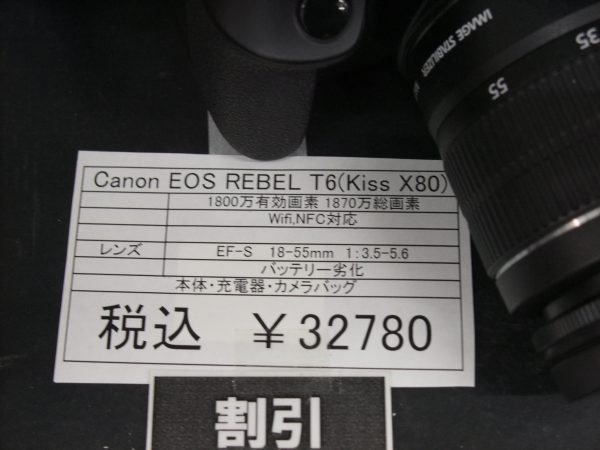 IMAGE STABILIZER
55
35
Canon EOS REBEL T6(Kiss X80)
1800万有効画素 1870万総画素
Wifi,NFC対応
レンズ EF-S 18-55mm 1:3.5-5.6
バッテリー劣化
本体・充電器・カメラバッグ
税込 ￥32780
割引